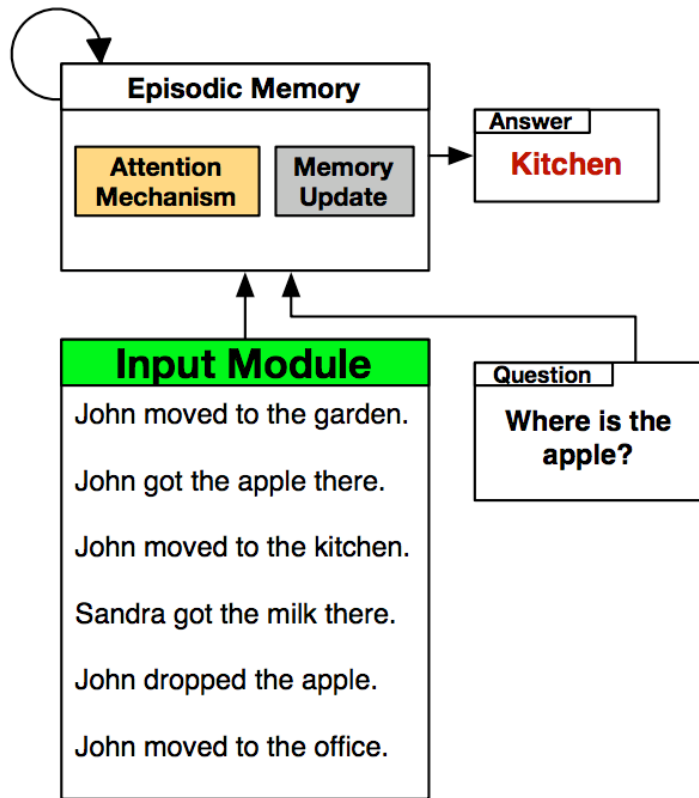 Episodic Memory
Attention
Mechanism
Memory
Update
Answer
Kitchen
Input Module
John moved to the garden.
John got the apple there.
John moved to the kitchen.
Sandra got the milk there.
John dropped the apple.
John moved to the office.
Question
Where is the
apple?